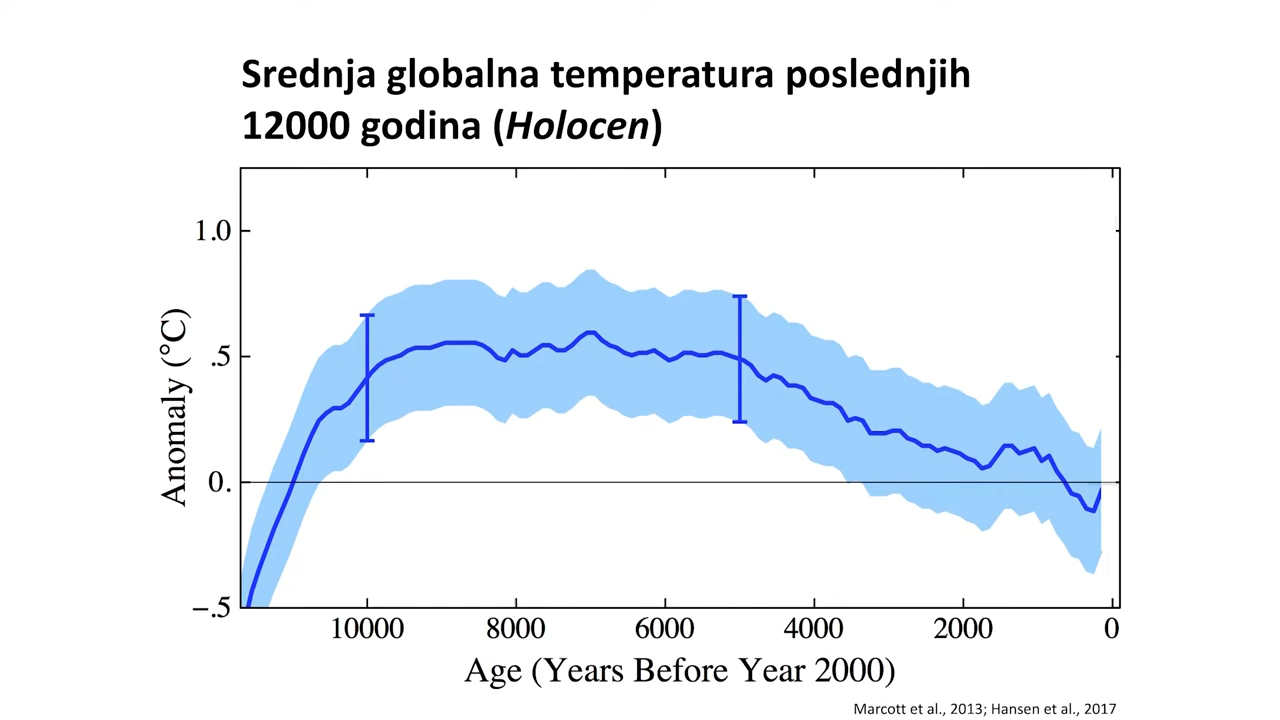 Srednja globalna temperatura poslednjih
12000 godina (Holocen)
1.0
.5
0.
−.5
Anomaly (°C)
10000 8000 6000 4000 2000 0
Age (Years Before Year 2000)
Marcott et al., 2013; Hansen et al., 2017